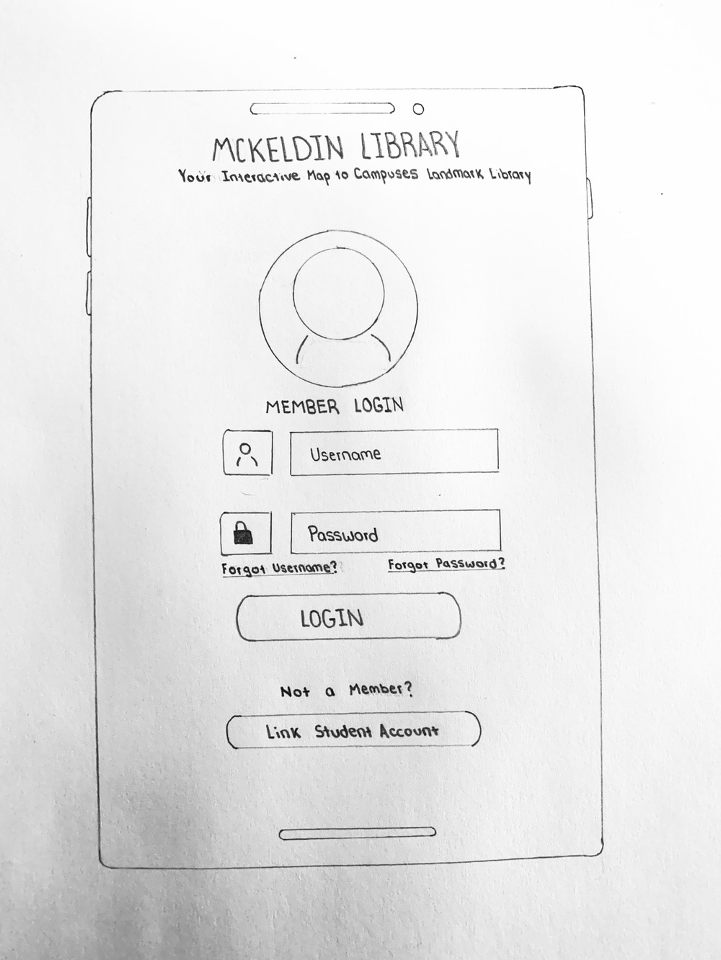 MCKELDIN LIBRARY
Your Interactive Map to Campuses Landmark Library
MEMBER LOGIN
Username
Password
Forgot Username? Forgot Password?
LOGIN
Not a Member?
Link Student Account